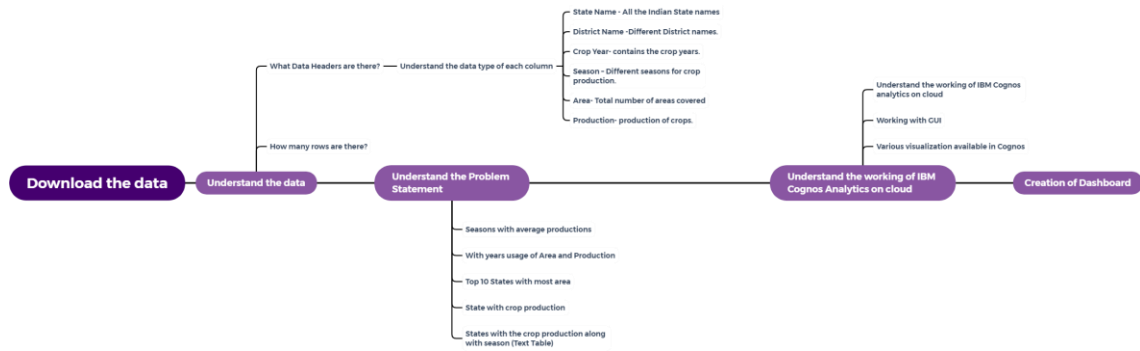 State Name - All the Indian State names
District Name -Different District names.
Crop Year- contains the crop years.
Season - Different seasons for crop
production.
Area- Total number of areas covered
Production- production of crops.
What Data Headers are there?
Understand the data type of each column
How many rows are there?
Understand the working of IBM Cognos
analytics on cloud
Working with GUI
Various visualization available in Cognos
Download the data
Understand the data
Understand the Problem
Statement
Understand the working of IBM
Cognos Analytics on cloud
Creation of Dashboard
Seasons with average productions
With years usage of Area and Production
Top 10 States with most area
State with crop production
States with the crop production along
with season (Text Table)